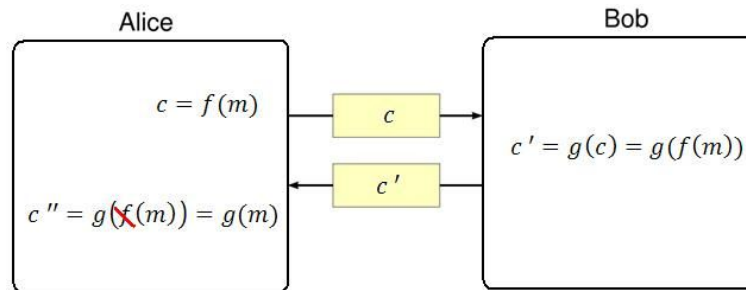 Alice
Bob
c = f(m)
c
c ′ = g(c) = g(f(m))
c ′
c ″ = g(f(m)) = g(m)